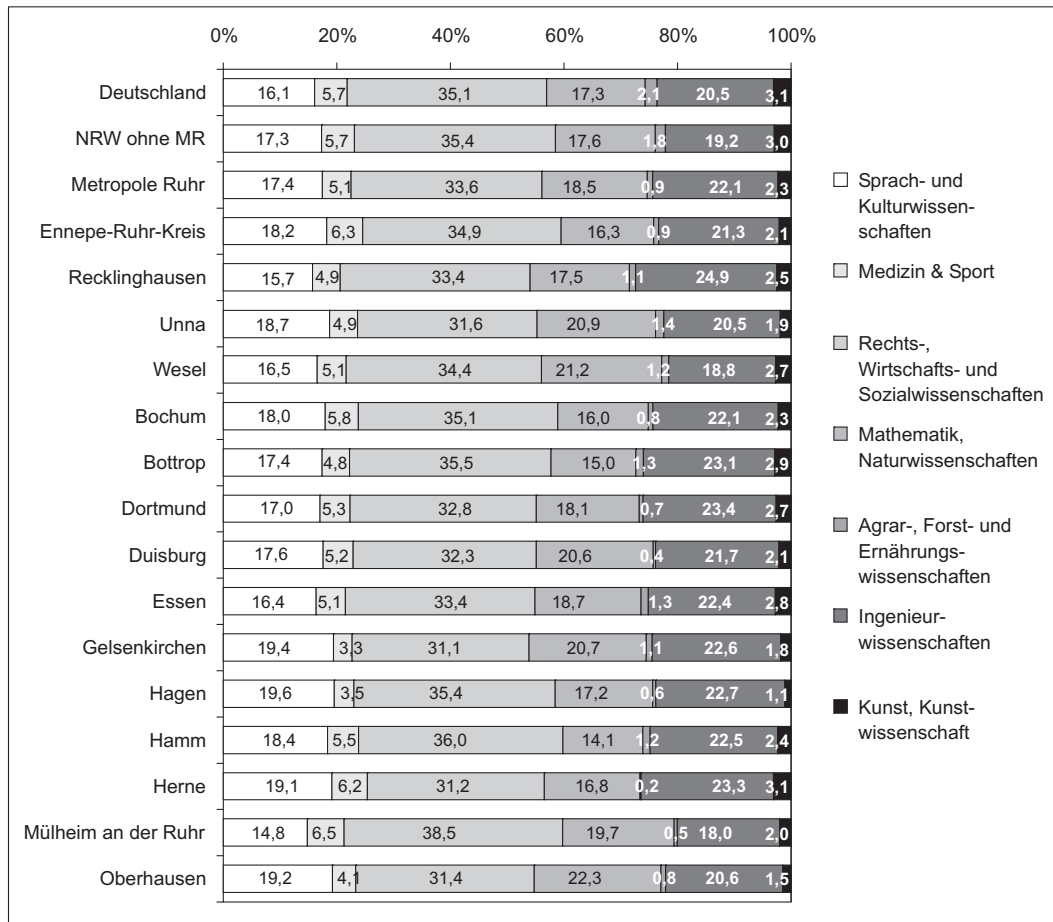 0% 20% 40% 60% 80% 100%
Deutschland 16,1 5,7 35,1 17,3 2,1 20,5 3,1
NRW ohne MR 17,3 5,7 35,4 17,6 1,8 19,2 3,0
Metropole Ruhr 17,4 5,1 33,6 18,5 0,9 22,1 2,3
Ennepe-Ruhr-Kreis 18,2 6,3 34,9 16,3 0,9 21,3 2,1
Recklinghausen 15,7 4,9 33,4 17,5 1,1 24,9 2,5
Unna 18,7 4,9 31,6 20,9 1,4 20,5 1,9
Wesel 16,5 5,1 34,4 21,2 1,2 18,8 2,7
Bochum 18,0 5,8 35,1 16,0 0,8 22,1 2,3
Bottrop 17,4 4,8 35,5 15,0 1,3 23,1 2,9
Dortmund 17,0 5,3 32,8 18,1 0,7 23,4 2,7
Duisburg 17,6 5,2 32,3 20,6 0,4 21,7 2,1
Essen 16,4 5,1 33,4 18,7 1,3 22,4 2,8
Gelsenkirchen 19,4 3,3 31,1 20,7 1,1 22,6 1,8
Hagen 19,6 3,5 35,4 17,2 0,6 22,7 1,1
Hamm 18,4 5,5 36,0 14,1 1,2 22,5 2,4
Herne 19,1 6,2 31,2 16,8 0,2 23,3 3,1
Mülheim an der Ruhr 14,8 6,5 38,5 19,7 0,5 18,0 2,0
Oberhausen 19,2 4,1 31,4 22,3 0,8 20,6 1,5
Sprach- und
Kulturwissen-
schaften
Medizin & Sport
Rechts-,
Wirtschafts- und
Sozialwissenschaften
Mathematik,
Naturwissenschaften
Agrar-, Forst- und
Ernährungs-
wissenschaften
Ingenieur-
wissenschaften
Kunst, Kunst-
wissenschaft